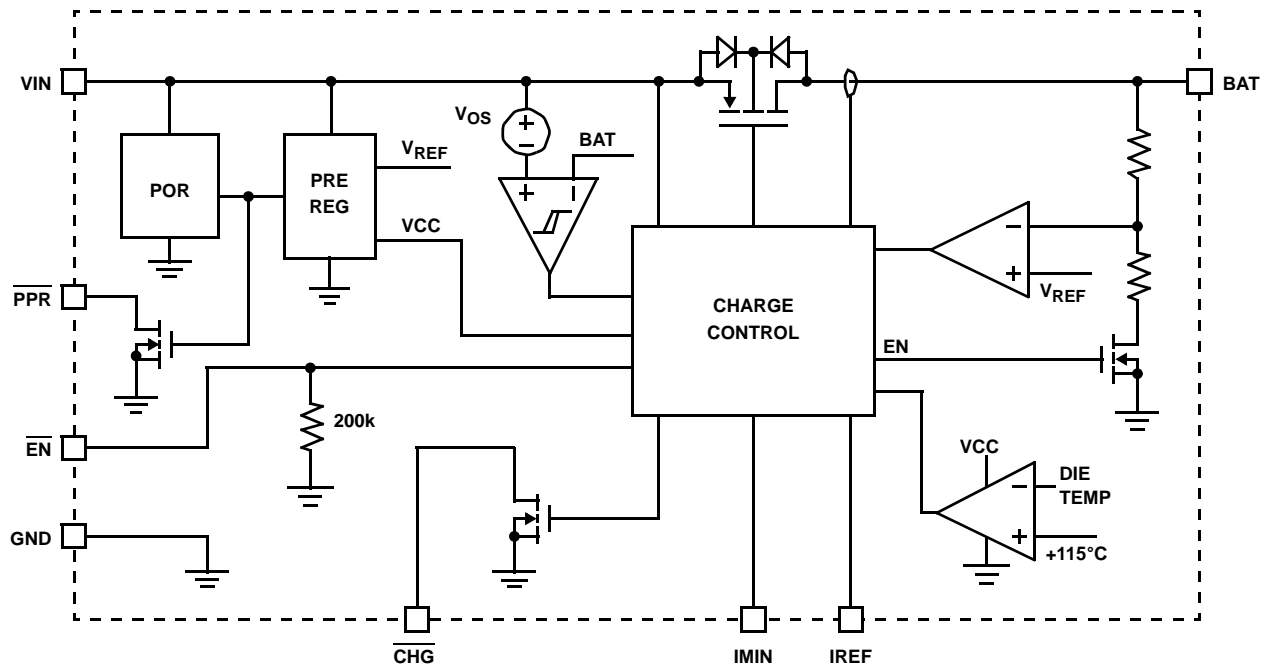 VIN
BAT
VOS
+
−
BAT
POR
PRE
REG
VREF
VCC
+
−
−
+
VREF
CHARGE
CONTROL
PPR
EN
EN
200k
VCC
−
DIE
TEMP
+
+115°C
GND
CHG
IMIN
IREF